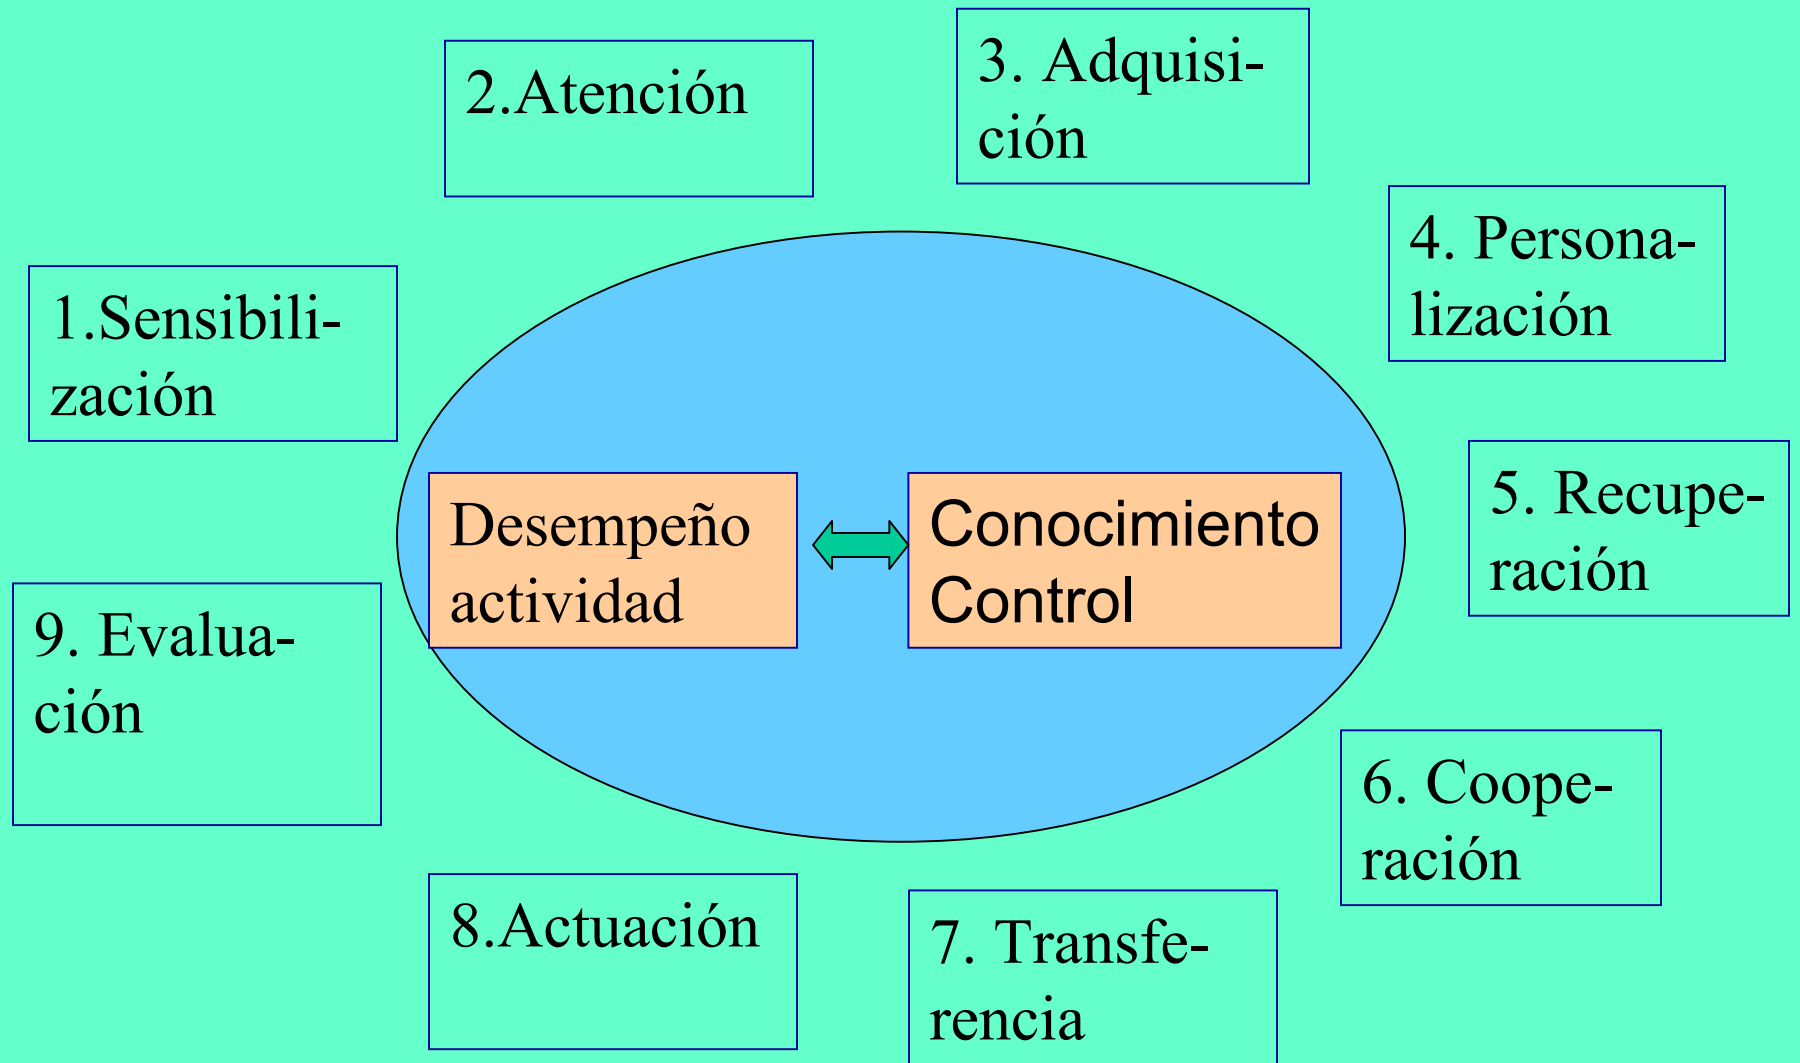 1.Sensibili-
zación
2.Atención
3. Adquisi-
ción
4. Persona-
lización
5. Recupe-
ración
6. Coope-
ración
7. Transfe-
rencia
8.Actuación
9. Evalua-
ción
Desempeño
actividad
Conocimiento
Control